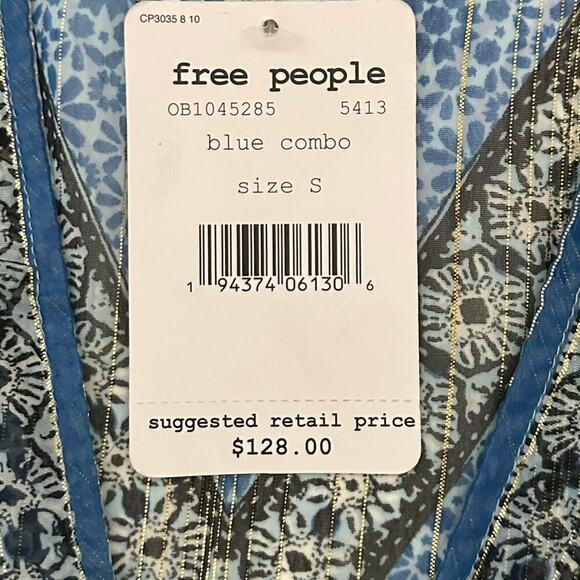 CP3035 8 10
free people
OB1045285 5413
blue combo
size S
1 94374 06130 6
suggested retail price
$128.00